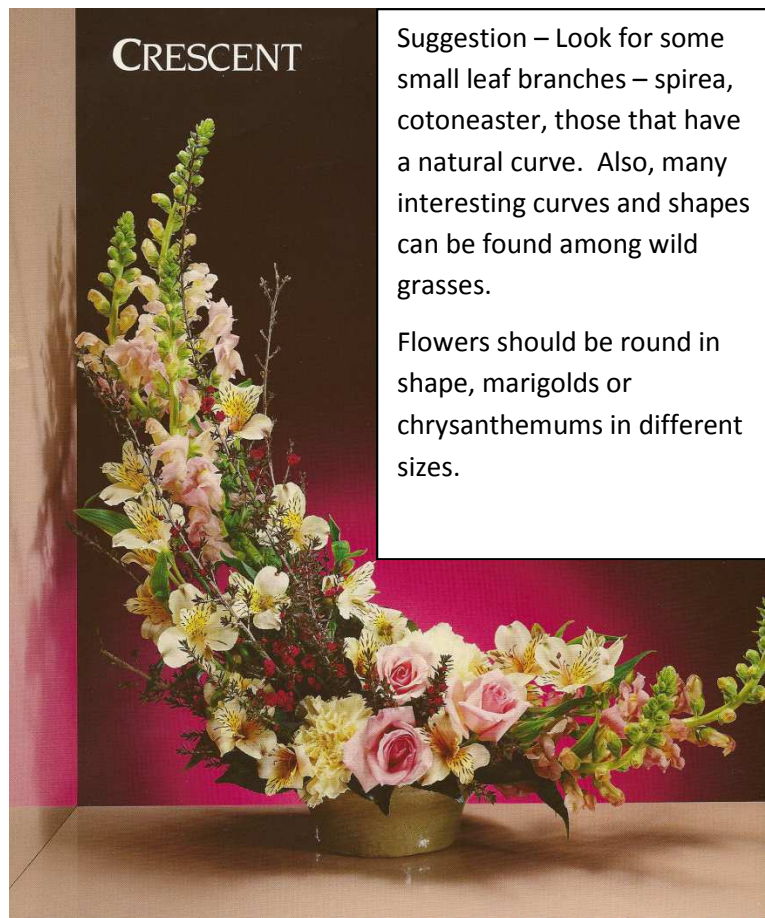 CRESCENT
Suggestion – Look for some
small leaf branches – spirea,
cotoneaster, those that have
a natural curve.  Also, many
interesting curves and shapes
can be found among wild
grasses.
Flowers should be round in
shape, marigolds or
chrysanthemums in different
sizes.